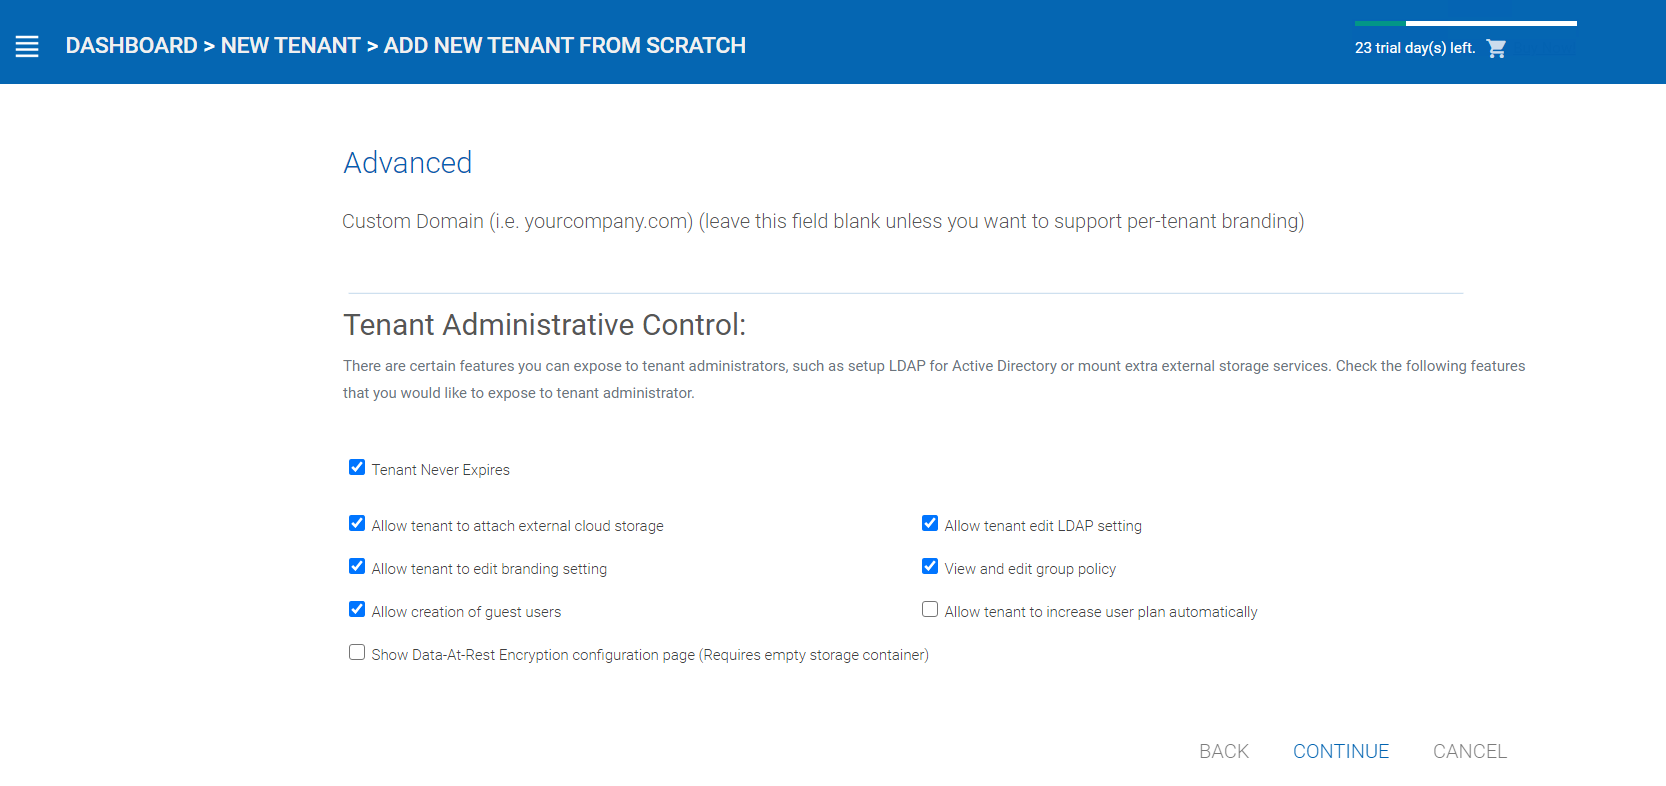 DASHBOARD > NEW TENANT > ADD NEW TENANT FROM SCRATCH
23 trial day(s) left.
Advanced
Custom Domain (i.e. yourcompany.com) (leave this field blank unless you want to support per-tenant branding)
Tenant Administrative Control:
There are certain features you can expose to tenant administrators, such as setup LDAP for Active Directory or mount extra external storage services. Check the following features
that you would like to expose to tenant administrator.
Tenant Never Expires
Allow tenant to attach external cloud storage
Allow tenant edit LDAP setting
Allow tenant to edit branding setting
View and edit group policy
Allow creation of guest users
Allow tenant to increase user plan automatically
Show Data-At-Rest Encryption configuration page (Requires empty storage container)
BACK
CONTINUE
CANCEL